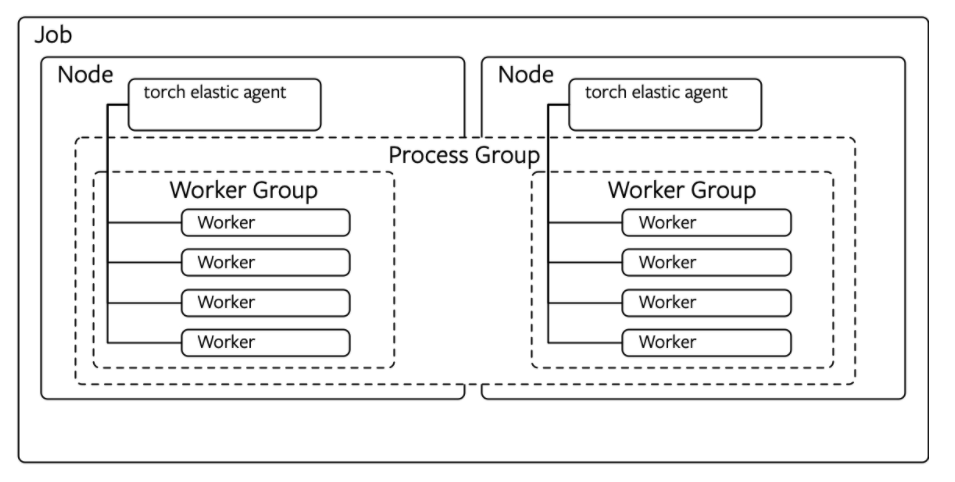 Job
Node
torch elastic agent
Node
torch elastic agent
Process Group
Worker Group
Worker
Worker
Worker
Worker
Worker Group
Worker
Worker
Worker
Worker